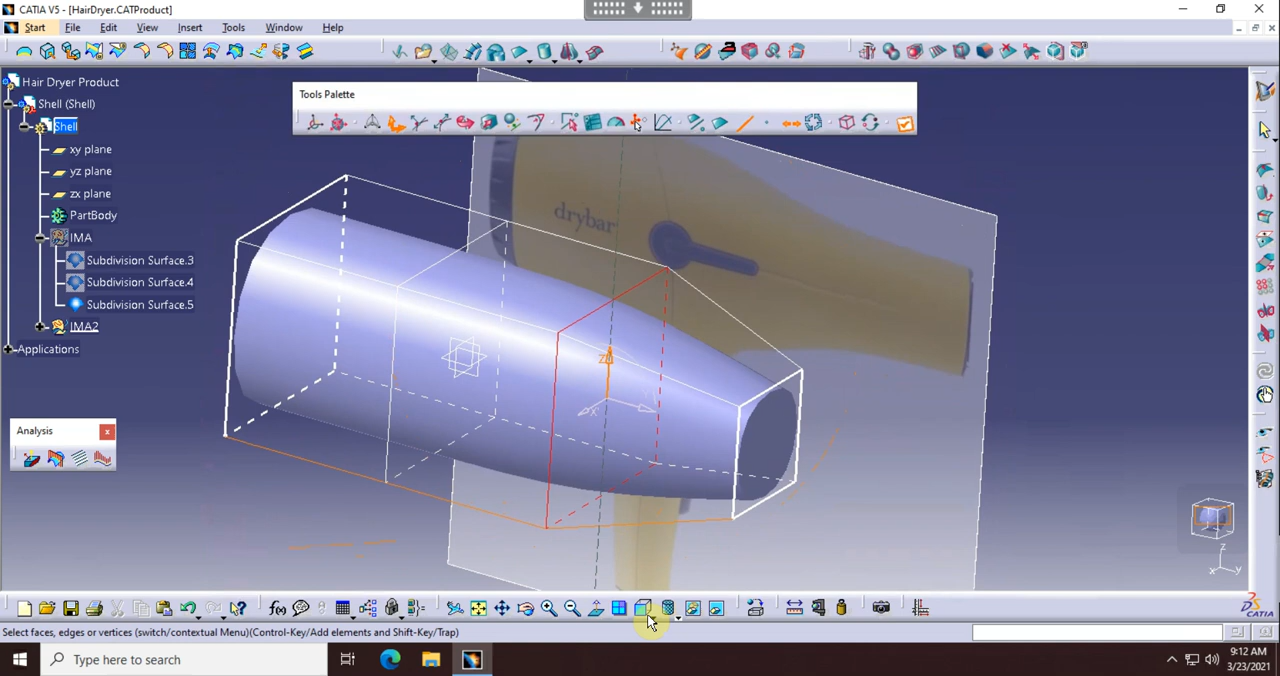 CATIA V5 - [HairDryer.CATProduct]
Start File Edit View Insert Tools Window Help
Hair Dryer Product
Tools Palette
Shell (Shell)
Shell
xy plane
yz plane
zx plane
PartBody
IMA
Subdivision Surface.3
Subdivision Surface.4
Subdivision Surface.5
IMA2
Applications
drybar
Analysis
x
z
x
z
x
y
f(x)
CATIA
Select faces, edges or vertices (switch/contextual Menu)(Control-Key/Add elements and Shift-Key/Trap)
Type here to search
9:12 AM
3/23/2021